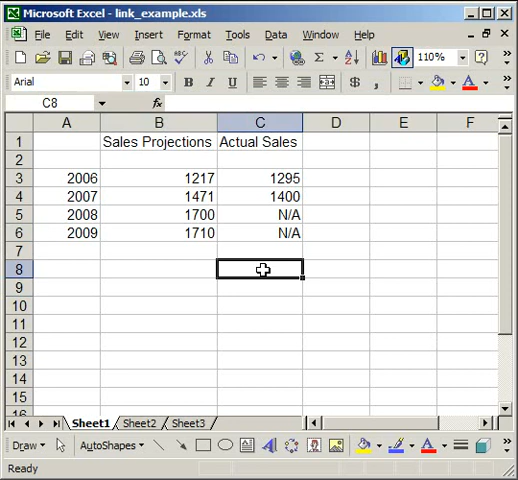 Microsoft Excel - link_example.xls
File Edit View Insert Format Tools Data Window Help
Σ 110%
Arial 10 B I U $ ,
C8 fx
A B C D E F
1 Sales Projections Actual Sales
2
3 2006 1217 1295
4 2007 1471 1400
5 2008 1700 N/A
6 2009 1710 N/A
7
8
9
10
11
12
13
14
15
16
Sheet1 Sheet2 Sheet3
Draw AutoShapes A A
Ready